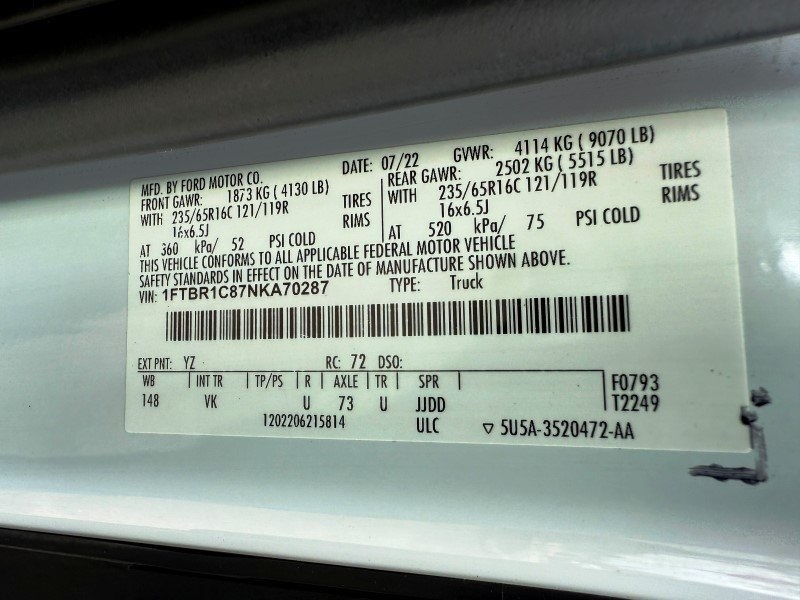 MFD. BY FORD MOTOR CO. DATE: 07/22 GVWR: 4114 KG ( 9070 LB)
FRONT GAWR: 1873 KG ( 4130 LB) REAR GAWR: 2502 KG ( 5515 LB)
WITH 235/65R16C 121/119R TIRES WITH 235/65R16C 121/119R TIRES
16x6.5J RIMS 16x6.5J RIMS
AT 360 kPa/ 52 PSI COLD AT 520 kPa/ 75 PSI COLD
THIS VEHICLE CONFORMS TO ALL APPLICABLE FEDERAL MOTOR VEHICLE
SAFETY STANDARDS IN EFFECT ON THE DATE OF MANUFACTURE SHOWN ABOVE.
VIN: 1FTBR1C87NKA70287 TYPE: Truck
EXT PNT: YZ RC: 72 DSO:
WB INT TR TP/PS R AXLE TR SPR F0793
148 VK U 73 U JJDD T2249
1202206215814 ULC ▽ 5U5A-3520472-AA